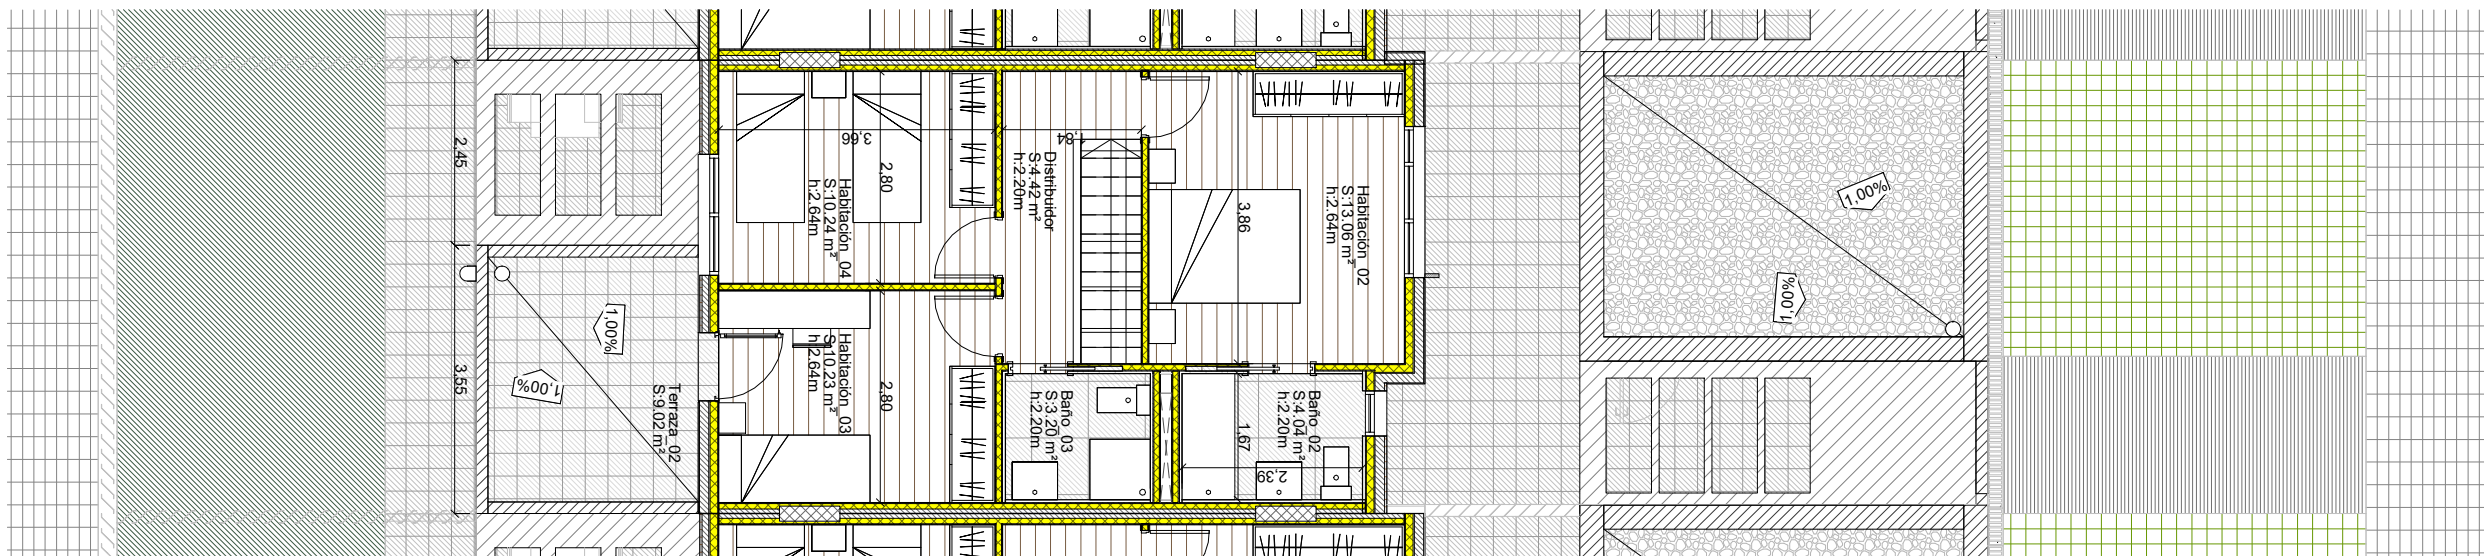 2,45
3,55
1,00%
1,00%
Terraza_02
S:9.02 m²
3,66
2,80
Habitación_04
S:10.24 m²
h:2.64m
Habitación_03
S:10.23 m²
h:2.64m
2,80
1,84
Distribuidor
S:4.42 m²
h:2.20m
Baño_03
S:3.20 m²
h:2.20m
3,86
Habitación_02
S:13.06 m²
h:2.64m
Baño_02
S:4.04 m²
h:2.20m
1,67
2,39
1,00%
1,00%